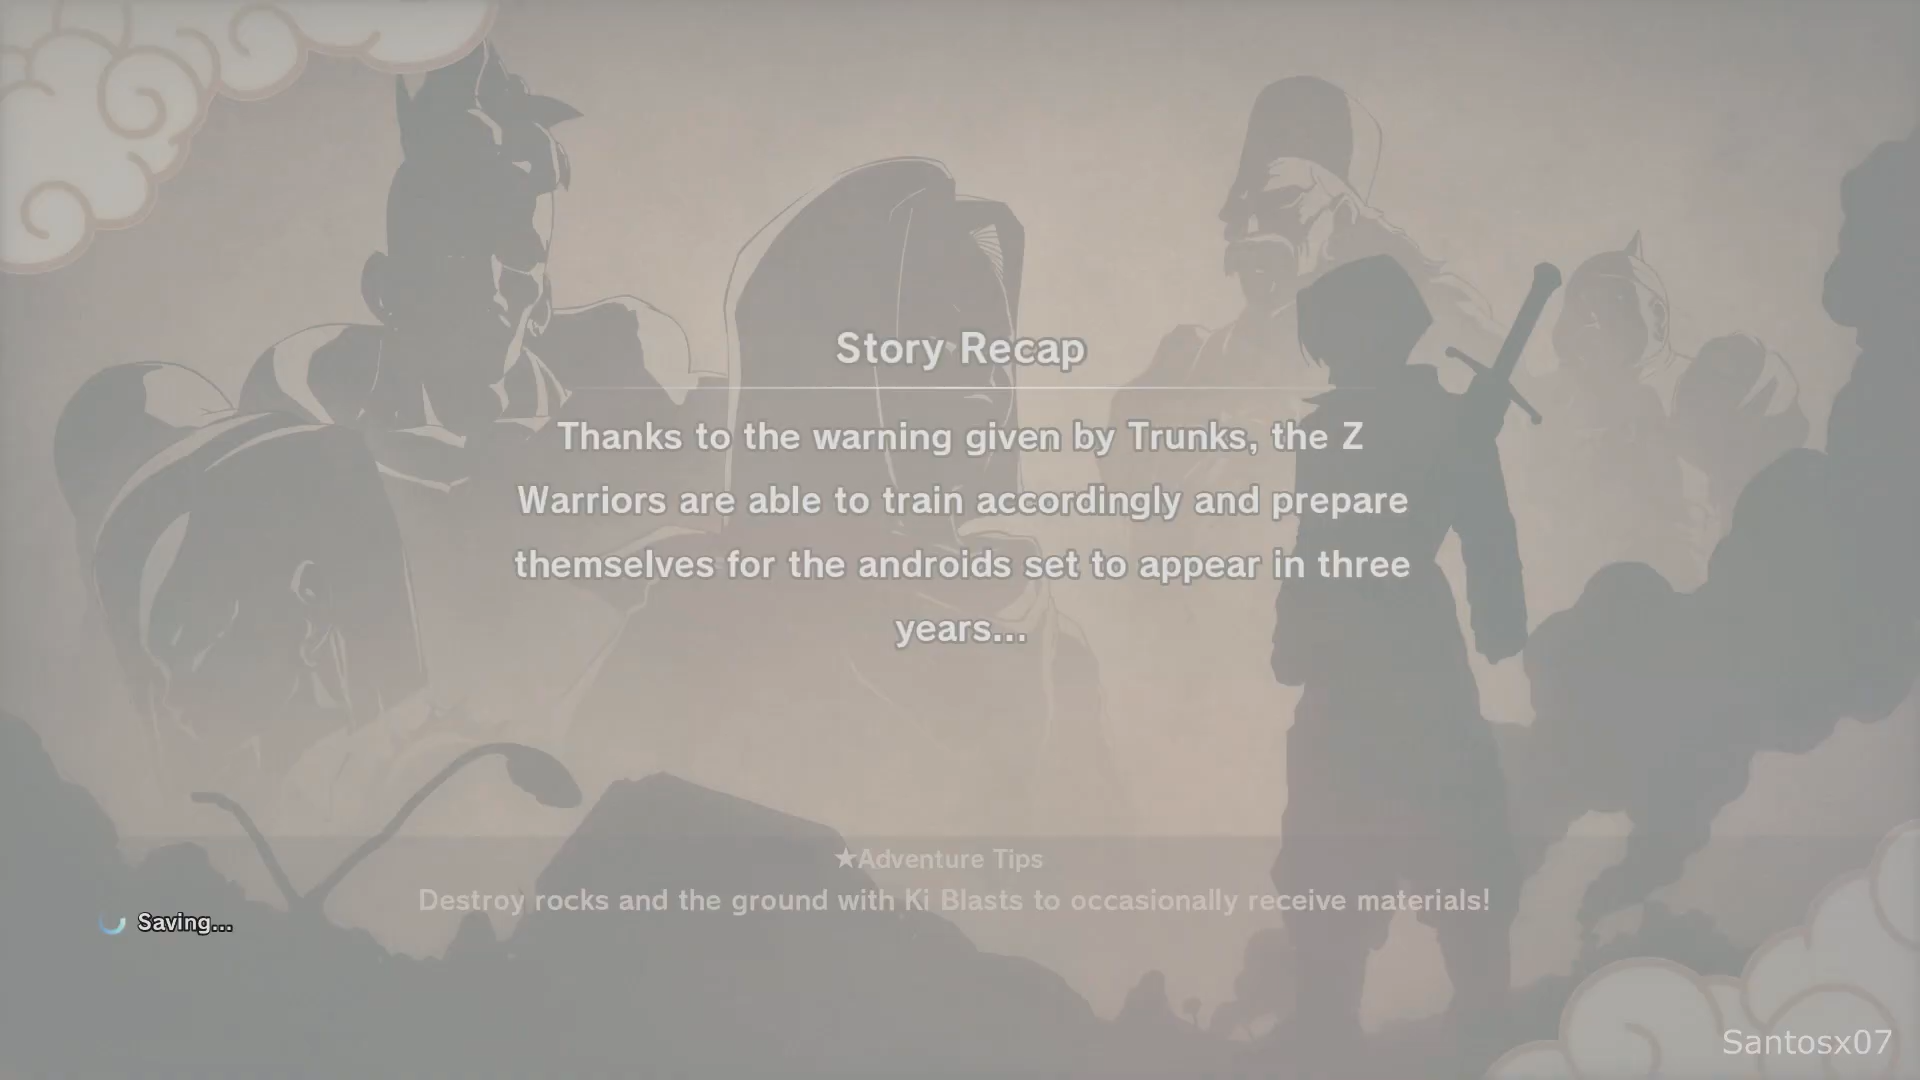 Story Recap
Thanks to the warning given by Trunks, the Z
Warriors are able to train accordingly and prepare
themselves for the androids set to appear in three
years...
★Adventure Tips
Destroy rocks and the ground with Ki Blasts to occasionally receive materials!
Saving...
Santosx07